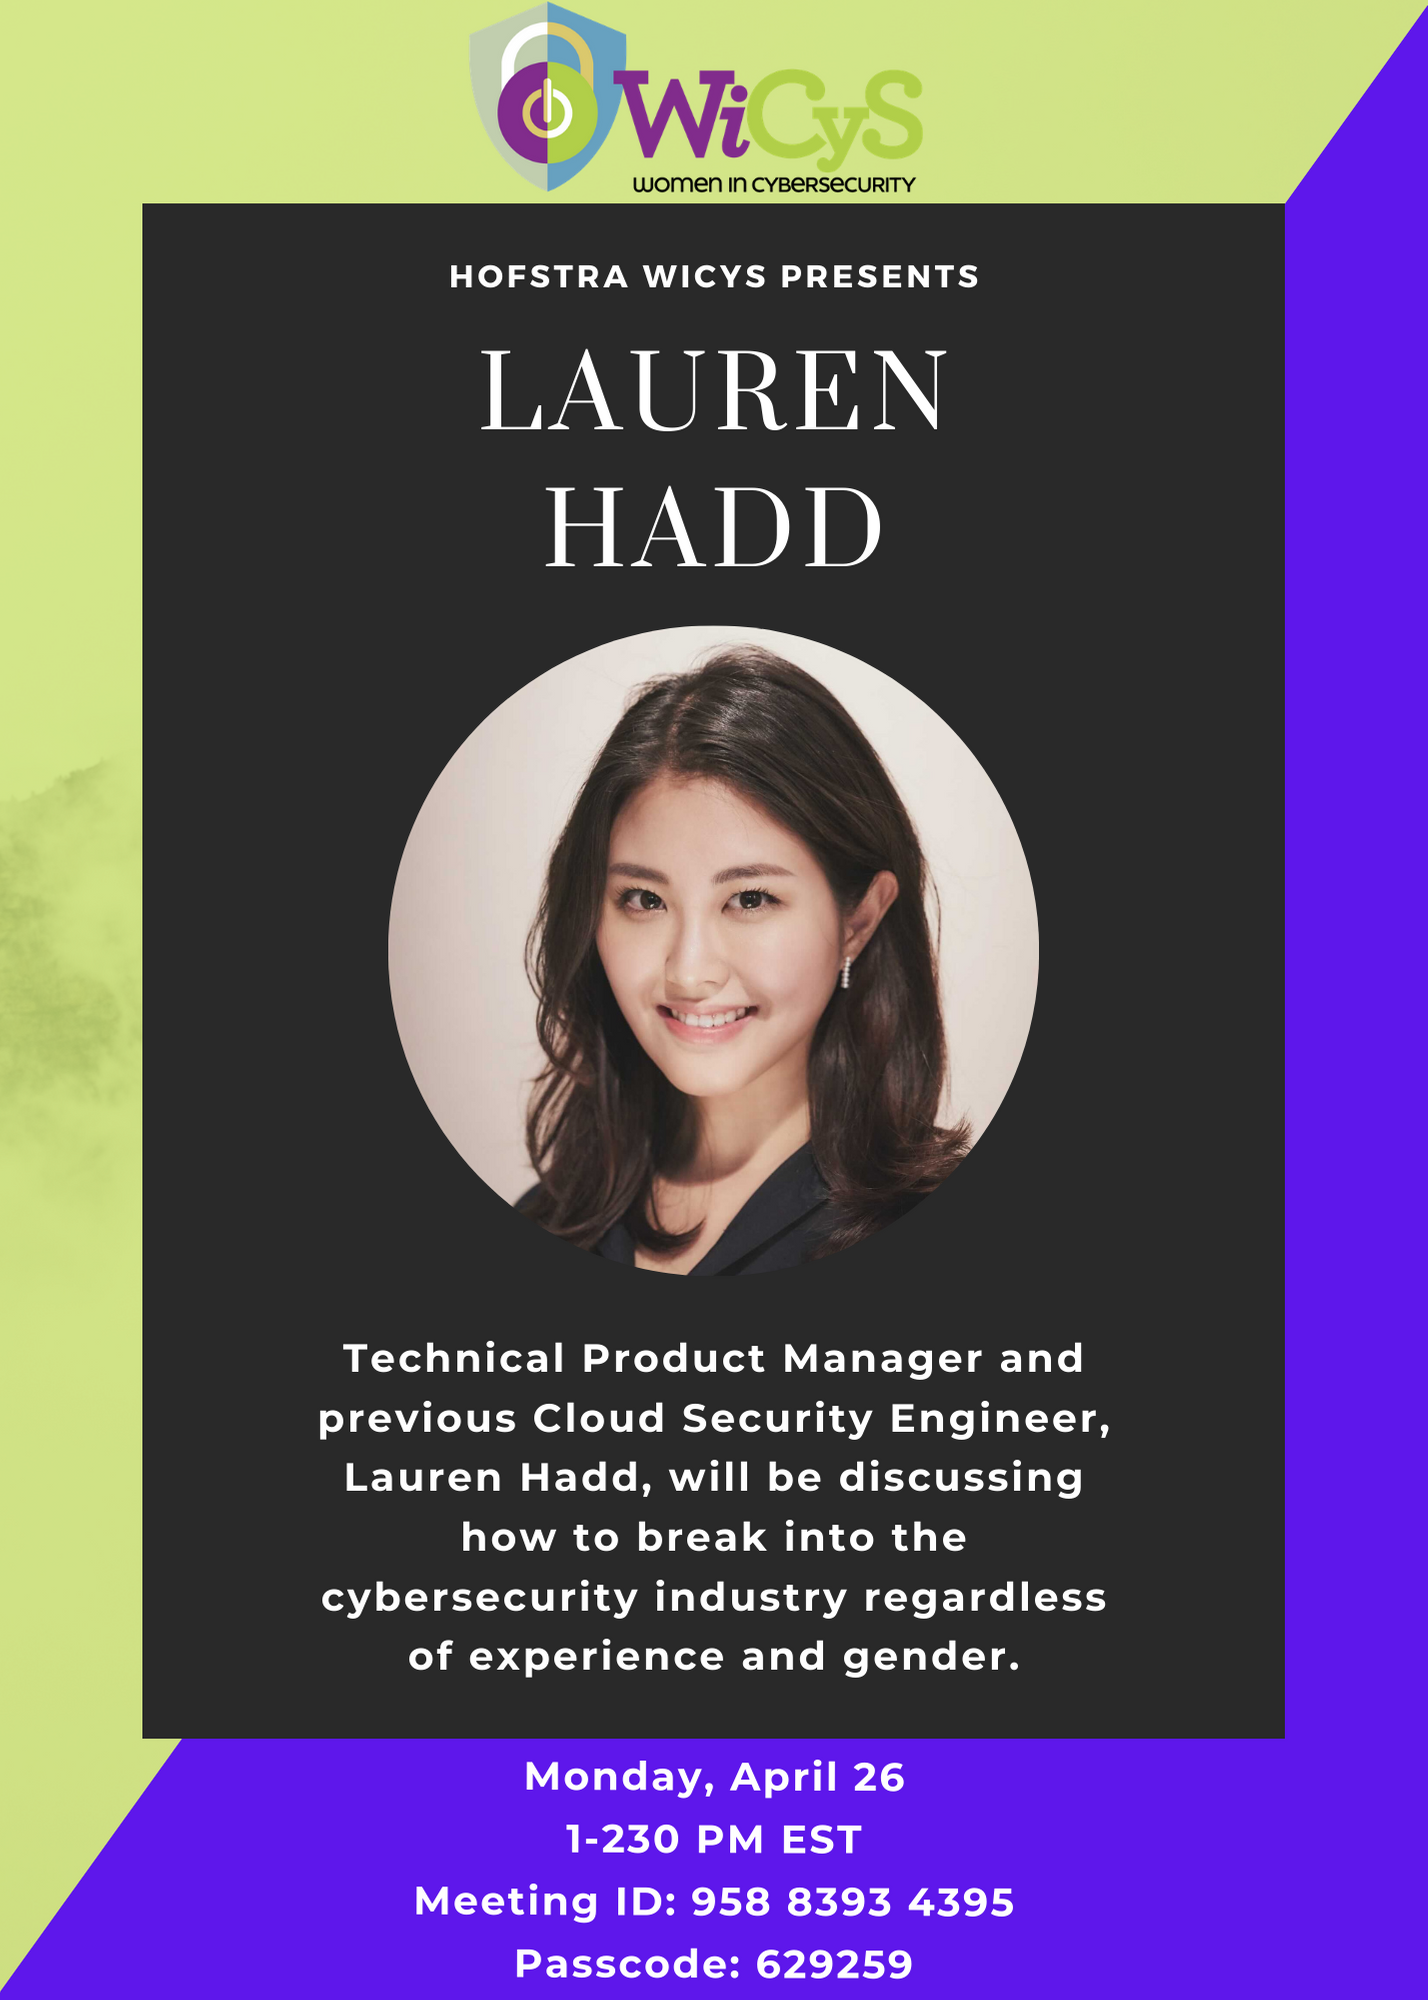 WiCyS
WOMEN IN CYBERSECURITY
HOFSTRA WICYS PRESENTS
LAUREN
HADD
Technical Product Manager and
previous Cloud Security Engineer,
Lauren Hadd, will be discussing
how to break into the
cybersecurity industry regardless
of experience and gender.
Monday, April 26
1-230 PM EST
Meeting ID: 958 8393 4395
Passcode: 629259